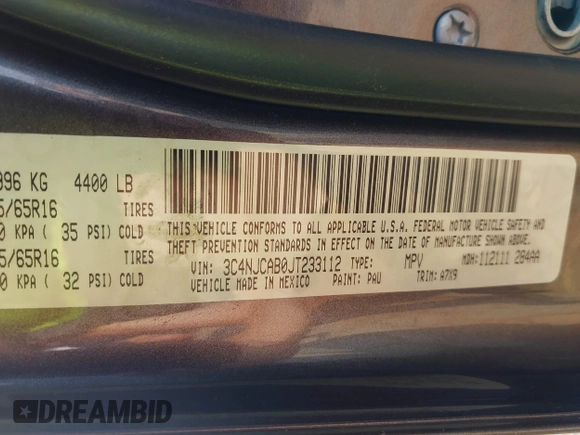 996 KG 4400 LB
5/65R16 TIRES
0 KPA ( 35 PSI) COLD
5/65R16 TIRES
0 KPA ( 32 PSI) COLD
THIS VEHICLE CONFORMS TO ALL APPLICABLE U.S.A. FEDERAL MOTOR VEHICLE SAFETY AND
THEFT PREVENTION STANDARDS IN EFFECT ON THE DATE OF MANUFACTURE SHOWN ABOVE.
VIN: 3C4NJCAB0JT233112 TYPE: MPV MDH: 112111 284AA
VEHICLE MADE IN MEXICO PAINT: PAU TRIM: A7X9
DREAMBID